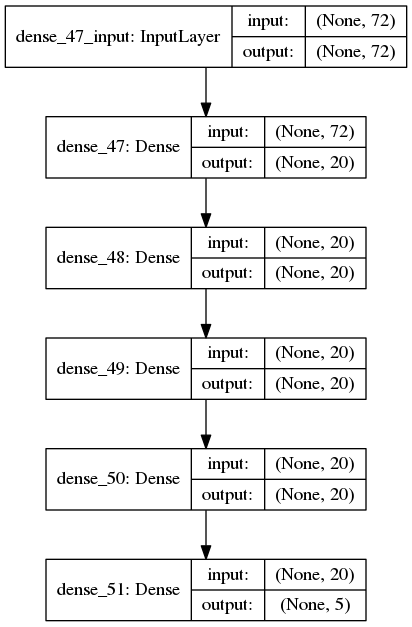 dense_47_input: InputLayer
input: (None, 72)
output: (None, 72)
dense_47: Dense
input: (None, 72)
output: (None, 20)
dense_48: Dense
input: (None, 20)
output: (None, 20)
dense_49: Dense
input: (None, 20)
output: (None, 20)
dense_50: Dense
input: (None, 20)
output: (None, 20)
dense_51: Dense
input: (None, 20)
output: (None, 5)